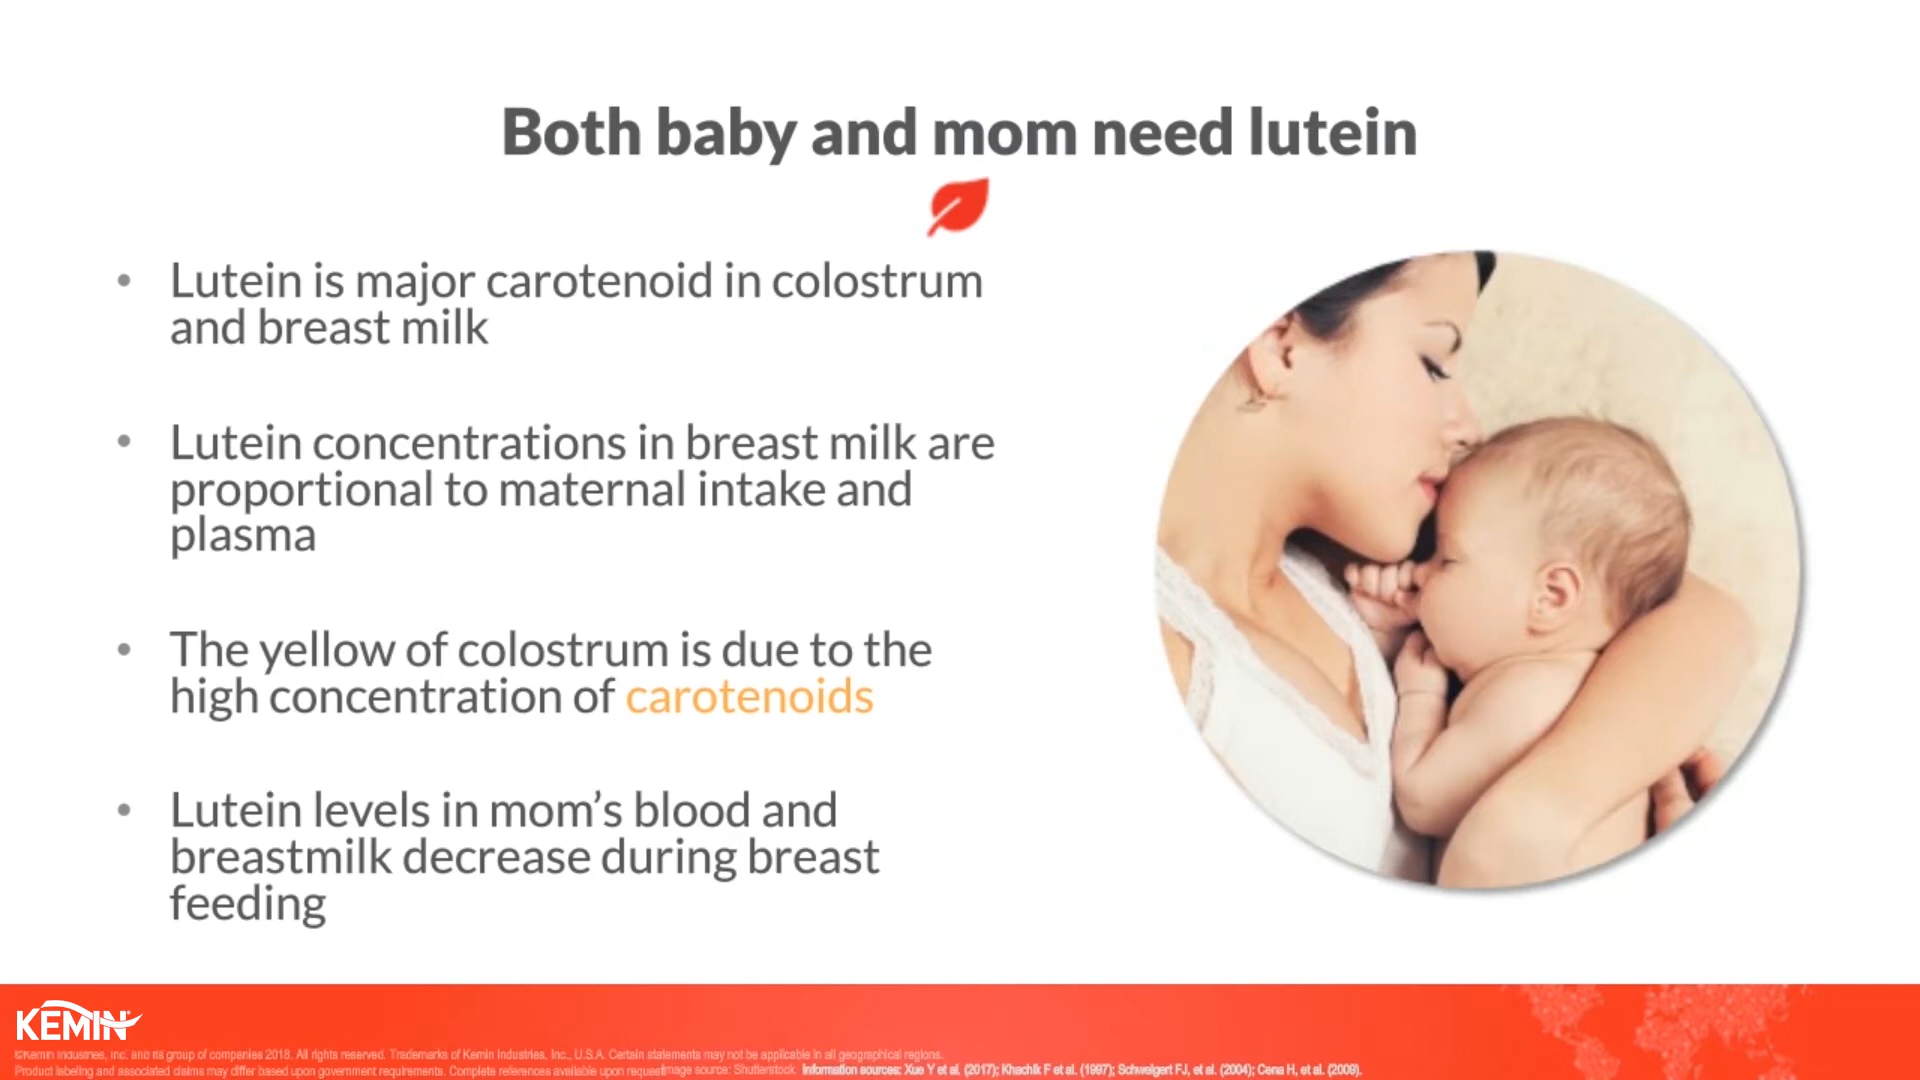 Both baby and mom need lutein
• Lutein is major carotenoid in colostrum
and breast milk
• Lutein concentrations in breast milk are
proportional to maternal intake and
plasma
• The yellow of colostrum is due to the
high concentration of carotenoids
• Lutein levels in mom’s blood and
breastmilk decrease during breast
feeding
KEMIN
©Kemin Industries, Inc. and its group of companies 2018. All rights reserved. Trademarks of Kemin Industries, Inc., U.S.A. Certain statements may not be applicable in all geographical regions.
Product labeling and associated claims may differ based upon government requirements. Complete references available upon request Image source: Shutterstock. Information sources: Xue Y et al. (2017); Khachik F et al. (1997); Schweigert FJ, et al. (2004); Cena H, et al. (2009).